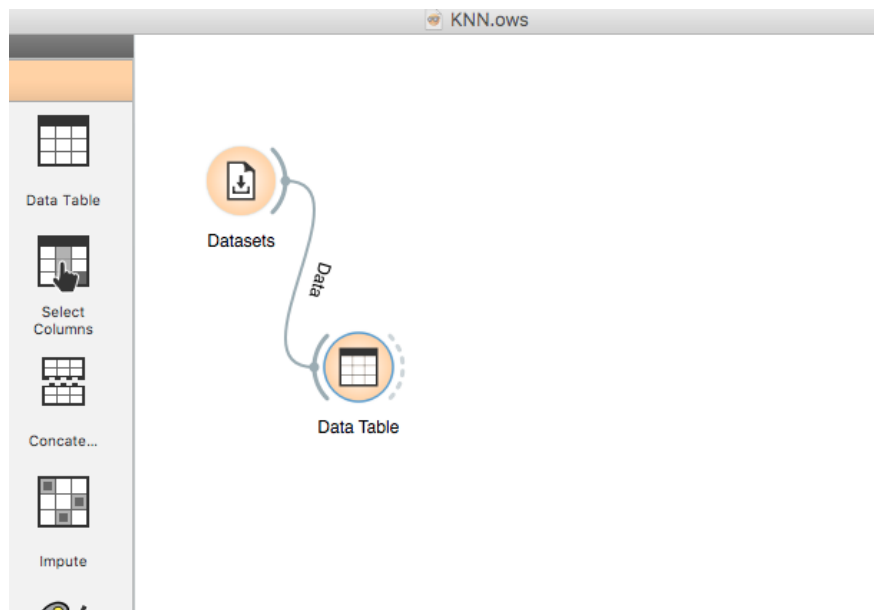 KNN.ows
Data Table
Select
Columns
Concate...
Impute
Datasets
Data
Data Table